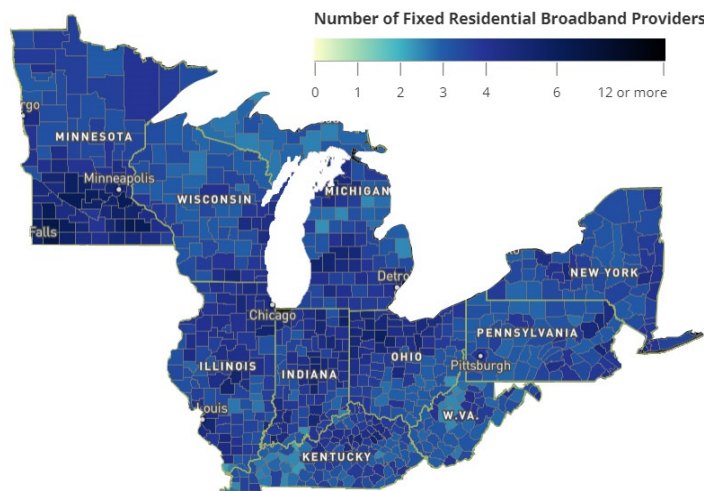 Number of Fixed Residential Broadband Providers
0 1 2 3 4 6 12 or more
rgo
MINNESOTA
Minneapolis
WISCONSIN
MICHIGAN
Falls
Detro
NEW YORK
Chicago
PENNSYLVANIA
OHIO
Pittsburgh
ILLINOIS
INDIANA
Louis
W.VA.
KENTUCKY